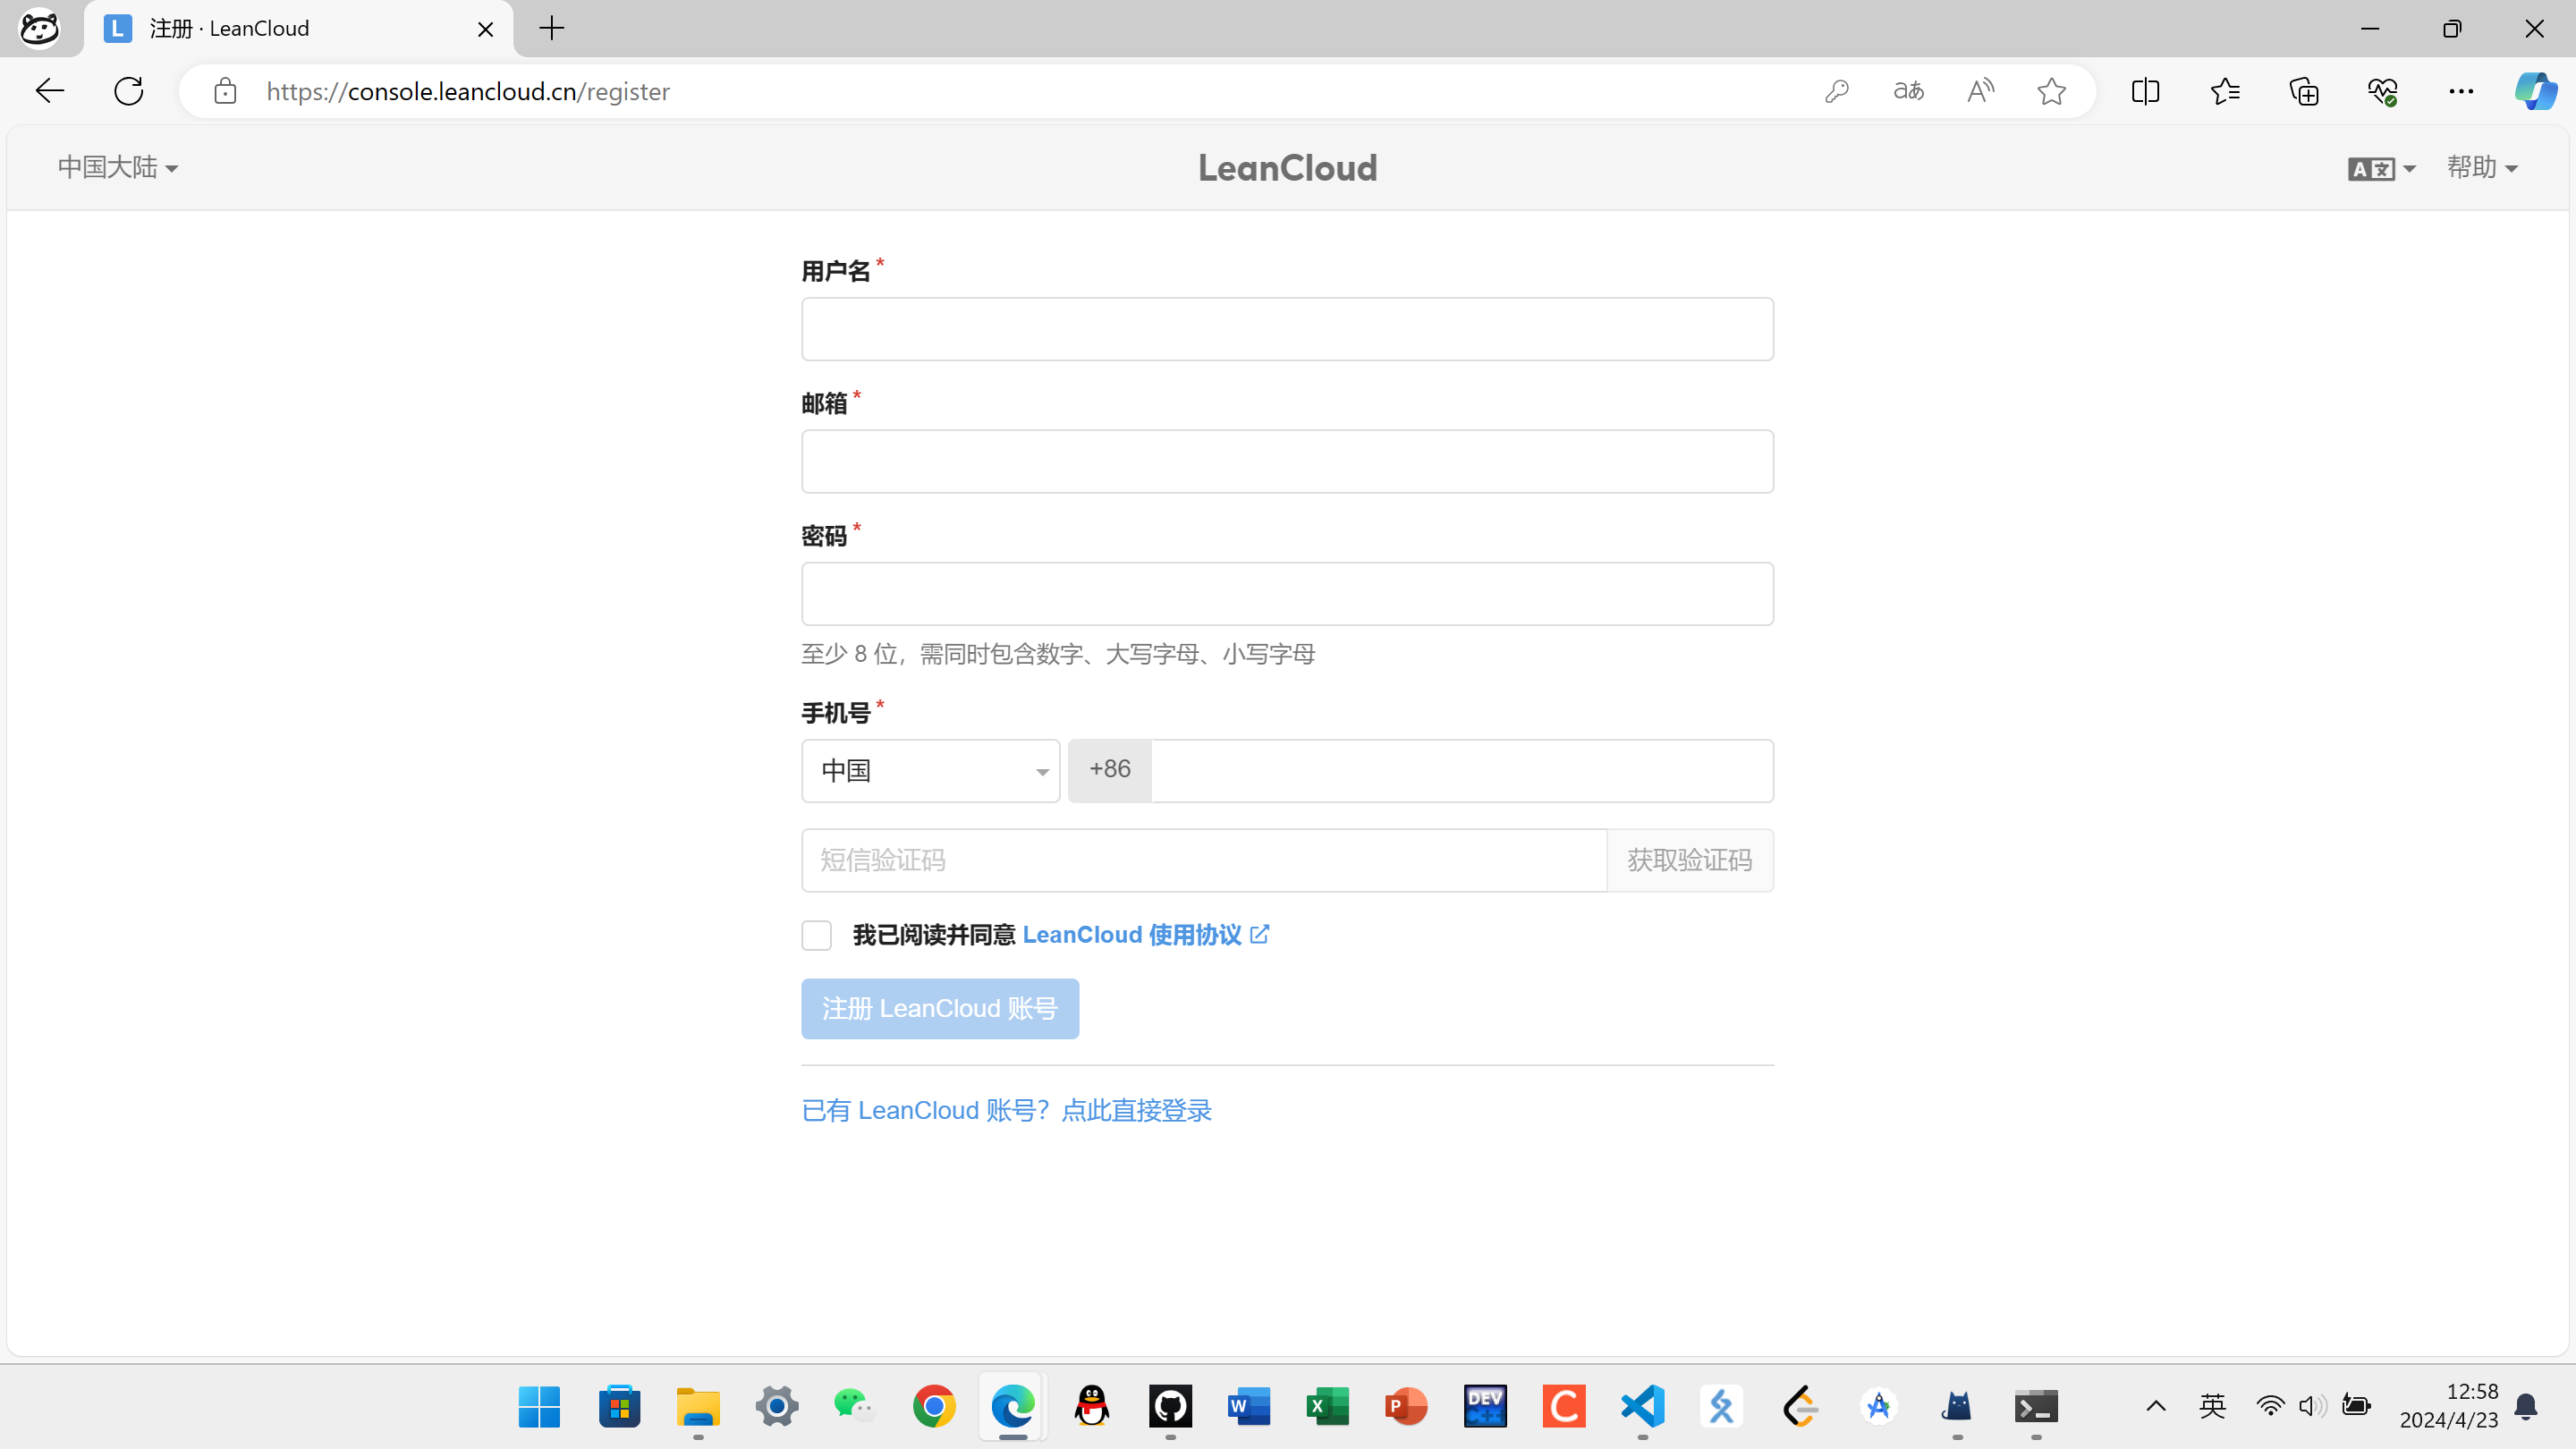 注册 · LeanCloud
https://console.leancloud.cn/register
中国大陆
LeanCloud
帮助
用户名 *
邮箱 *
密码 *
至少 8 位，需同时包含数字、大写字母、小写字母
手机号 *
中国
+86
短信验证码
获取验证码
我已阅读并同意 LeanCloud 使用协议
注册 LeanCloud 账号
已有 LeanCloud 账号？点此直接登录
英
12:58
2024/4/23